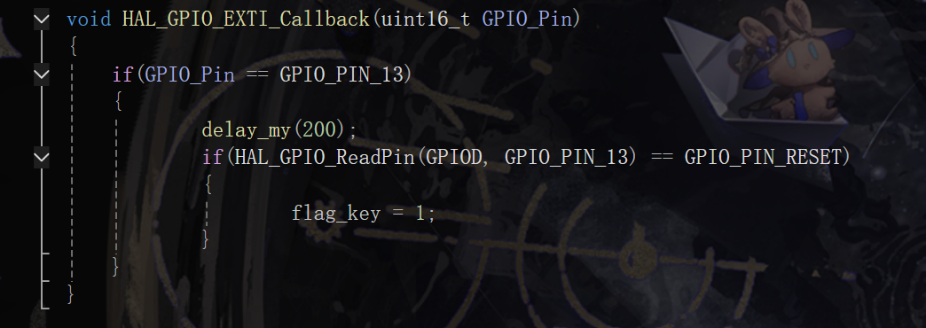 void HAL_GPIO_EXTI_Callback(uint16_t GPIO_Pin)
{
if(GPIO_Pin == GPIO_PIN_13)
{
delay_my(200);
if(HAL_GPIO_ReadPin(GPIOD, GPIO_PIN_13) == GPIO_PIN_RESET)
{
flag_key = 1;
}
}
}